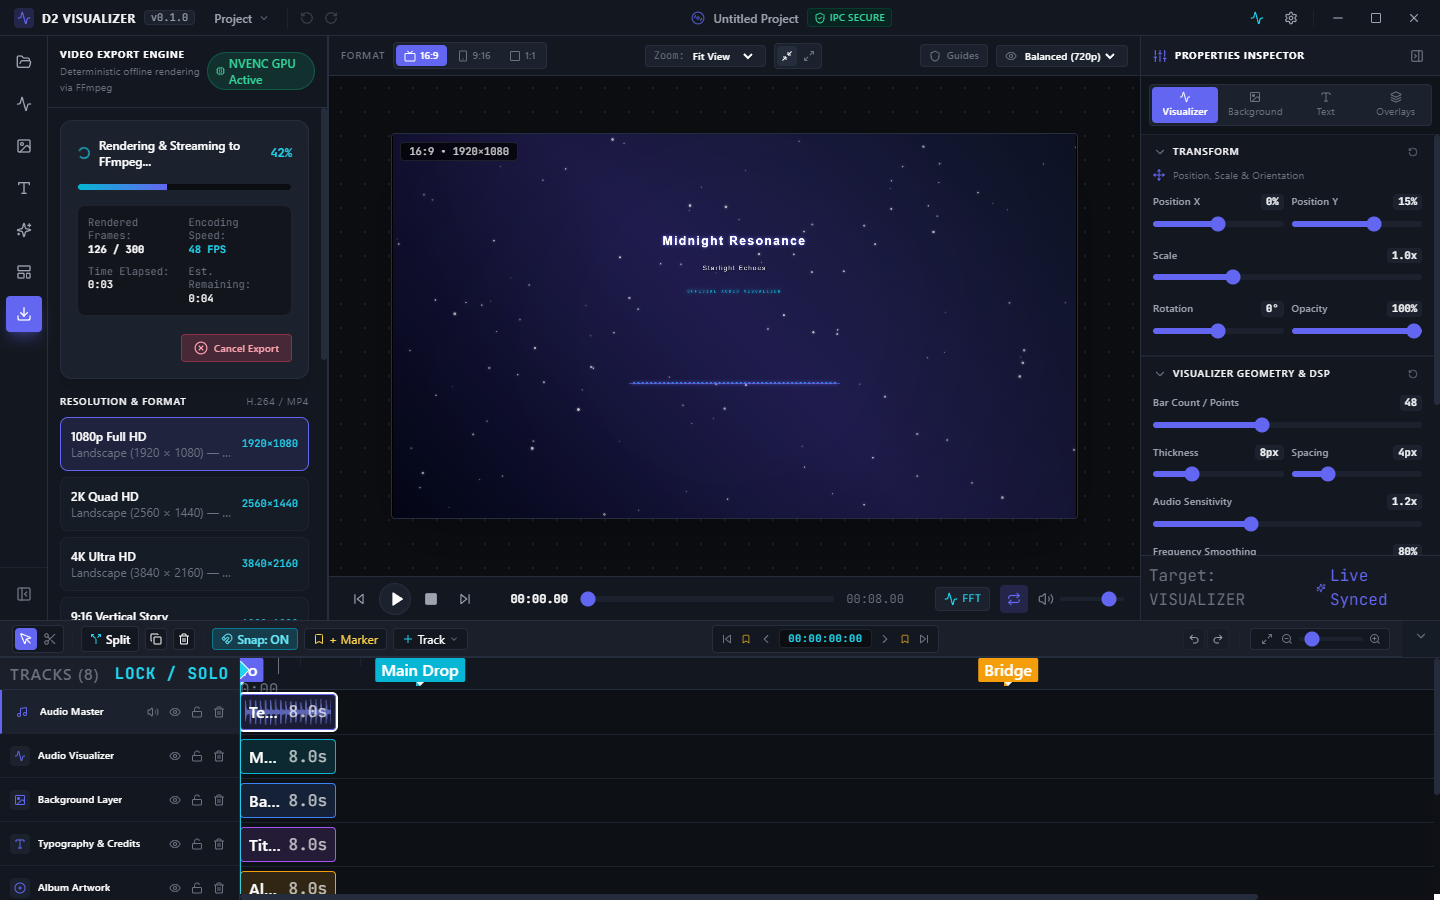 D2 VISUALIZER v0.1.0 Project Untitled Project IPC SECURE
VIDEO EXPORT ENGINE
Deterministic offline rendering
via FFmpeg
NVENC GPU
Active
Rendering & Streaming to
FFmpeg...
42%
Rendered
Frames:
126 / 300
Encoding
Speed:
48 FPS
Time Elapsed:
0:03
Est.
Remaining:
0:04
Cancel Export
RESOLUTION & FORMAT H.264 / MP4
1080p Full HD
Landscape (1920 × 1080) — ...
1920×1080
2K Quad HD
Landscape (2560 × 1440) — ...
2560×1440
4K Ultra HD
Landscape (3840 × 2160) — ...
3840×2160
9:16 Vertical Story
FORMAT 16:9 9:16 1:1 Zoom: Fit View Guides Balanced (720p)
16:9 • 1920×1080
Midnight Resonance
Starlight Echoes
OFFICIAL AUDIO VISUALIZER
00:00.00 00:08.00 FFT
PROPERTIES INSPECTOR
Visualizer Background Text Overlays
TRANSFORM
Position, Scale & Orientation
Position X 0% Position Y 15%
Scale 1.0x
Rotation 0° Opacity 100%
VISUALIZER GEOMETRY & DSP
Bar Count / Points 48
Thickness 8px Spacing 4px
Audio Sensitivity 1.2x
Frequency Smoothing 80%
Target:
VISUALIZER
Live
Synced
Split Snap: ON + Marker + Track 00:00:00:00
TRACKS (8) LOCK / SOLO
Main Drop Bridge
Audio Master Te... 8.0s
Audio Visualizer M... 8.0s
Background Layer Ba... 8.0s
Typography & Credits Tit... 8.0s
Album Artwork Al... 8.0s